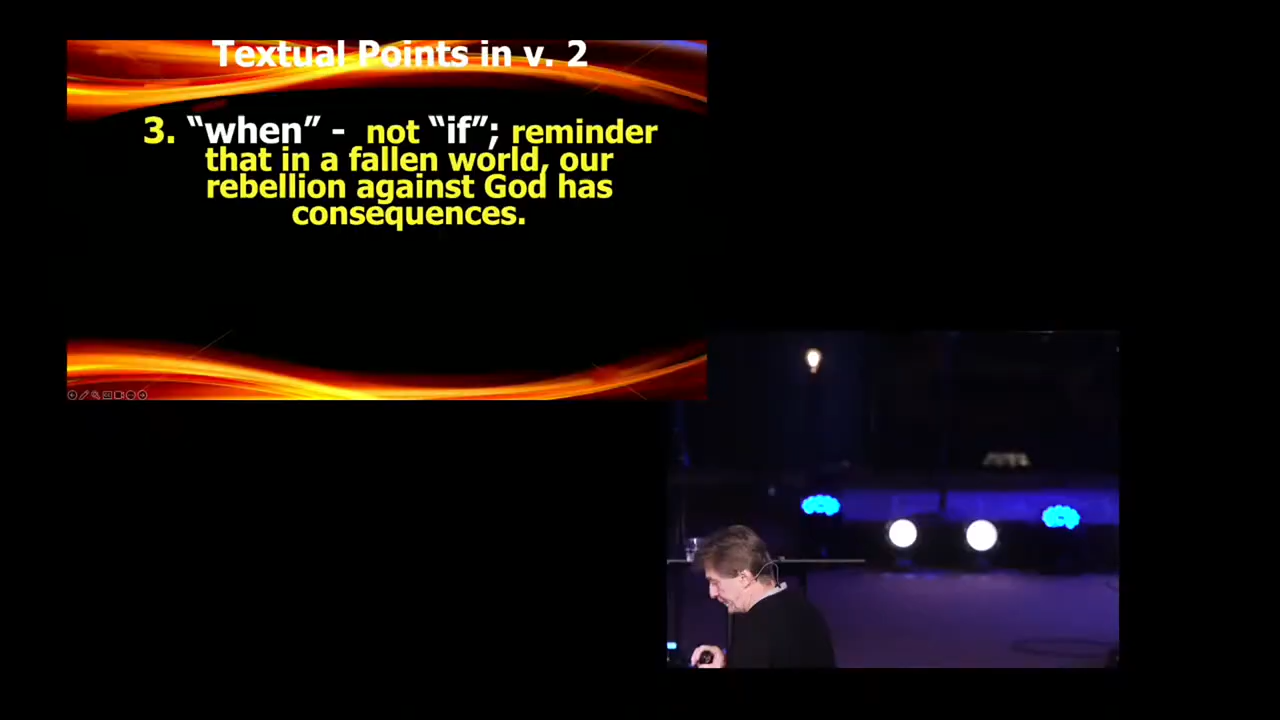 Textual Points in v. 2
3. “when” - not “if”; reminder
that in a fallen world, our
rebellion against God has
consequences.